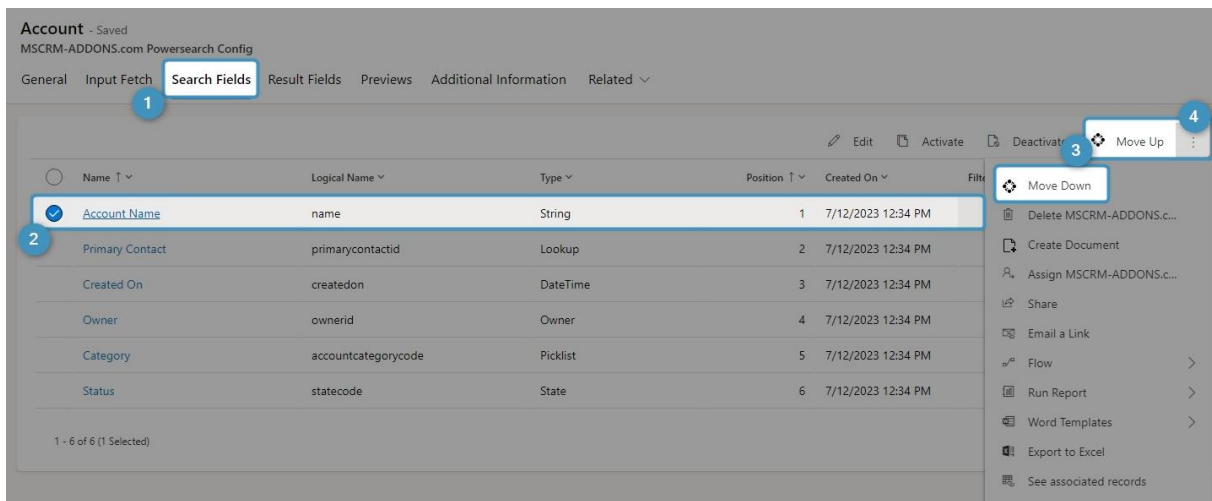 Account - Saved
MSCRM-ADDONS.com Powersearch Config
General Input Fetch Search Fields Result Fields Previews Additional Information Related
1
4
Edit Activate Deactivate Move Up
3
Name Logical Name Type Position Created On Filte
Move Down
Account Name name String 1 7/12/2023 12:34 PM
Delete MSCRM-ADDONS.c...
2
Primary Contact primarycontactid Lookup 2 7/12/2023 12:34 PM
Create Document
Assign MSCRM-ADDONS.c...
Created On createdon DateTime 3 7/12/2023 12:34 PM
Share
Owner ownerid Owner 4 7/12/2023 12:34 PM
Email a Link
Category accountcategorycode Picklist 5 7/12/2023 12:34 PM
Flow
Status statecode State 6 7/12/2023 12:34 PM
Run Report
Word Templates
1 - 6 of 6 (1 Selected)
Export to Excel
See associated records